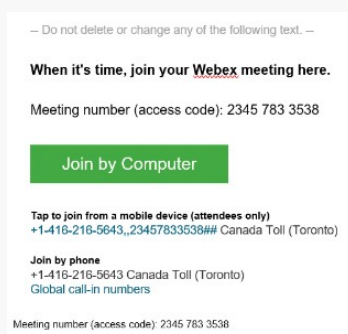 -- Do not delete or change any of the following text. --
When it's time, join your Webex meeting here.
Meeting number (access code): 2345 783 3538
Join by Computer
Tap to join from a mobile device (attendees only)
+1-416-216-5643,,23457833538## Canada Toll (Toronto)
Join by phone
+1-416-216-5643 Canada Toll (Toronto)
Global call-in numbers
Meeting number (access code): 2345 783 3538